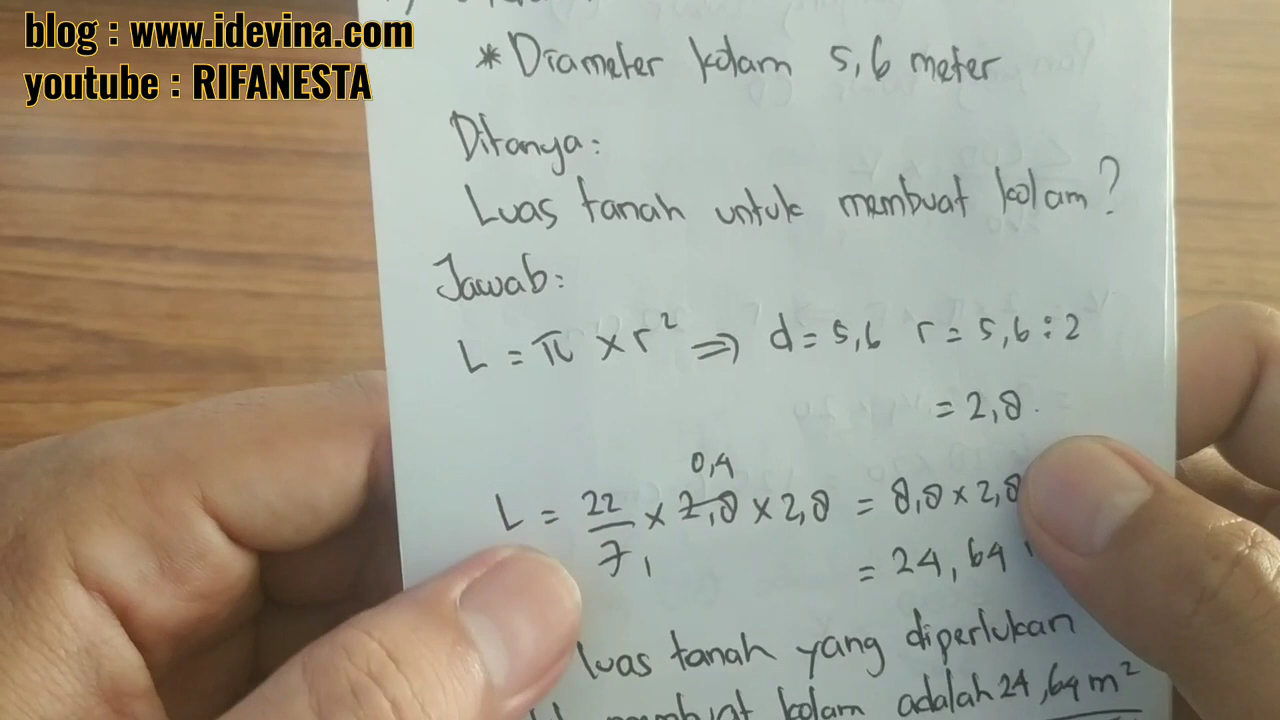 blog : www.idevina.com
youtube : RIFANESTA
* Diameter kolam 5,6 meter
Ditanya:
Luas tanah untuk membuat kolam?
Jawab:
L = π × r² ⇒ d = 5,6 r = 5,6 : 2
= 2,8.
0,4
L = 22/7 × 2,8 × 2,8 = 8,8 × 2,8
1
= 24,64
luas tanah yang diperlukan
membuat kolam adalah 24,64 m²